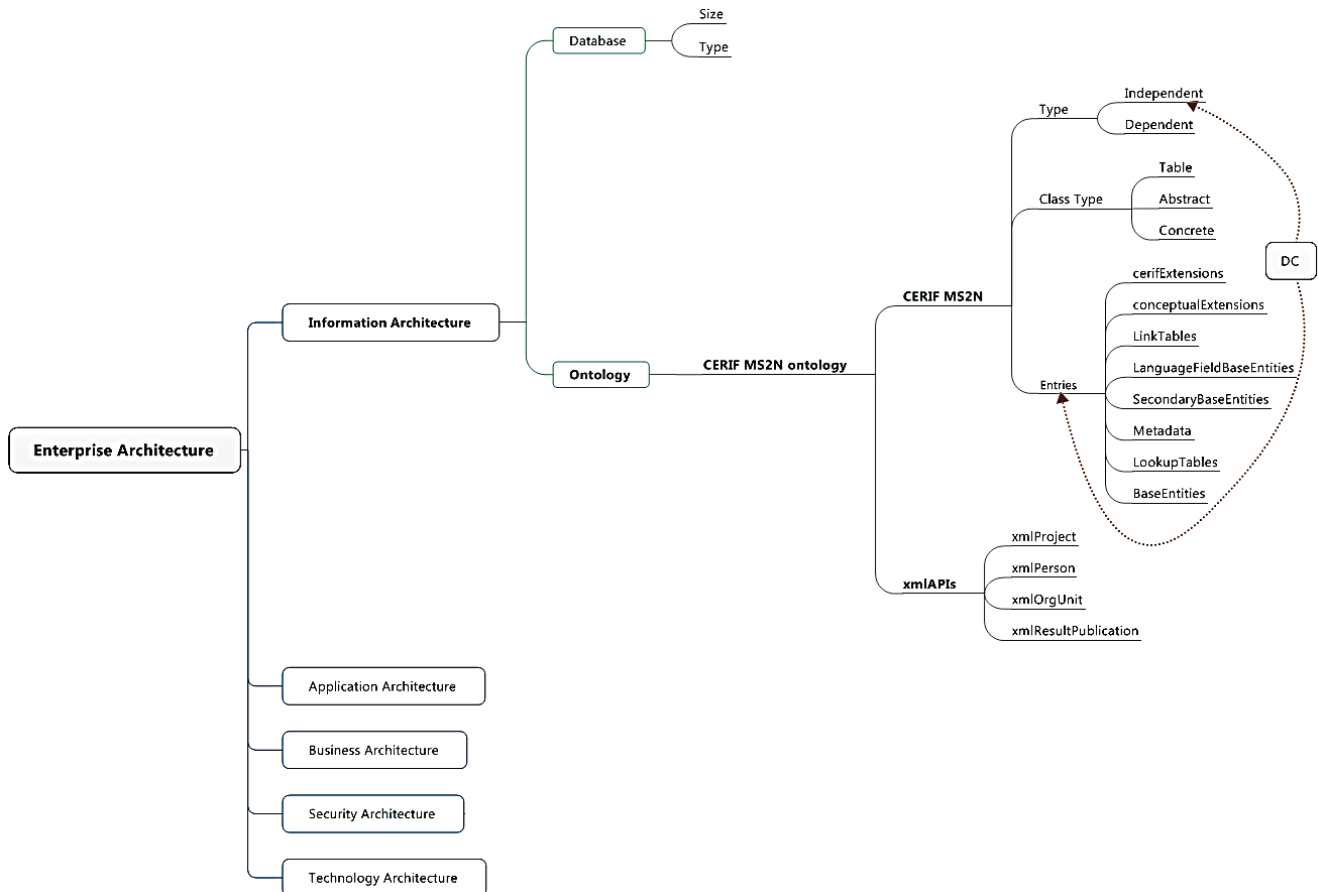 Enterprise Architecture
Information Architecture
Database
Size
Type
Ontology
CERIF MS2N ontology
CERIF MS2N
Type
Independent
Dependent
Class Type
Table
Abstract
Concrete
Entries
cerifExtensions
conceptualExtensions
LinkTables
LanguageFieldBaseEntities
SecondaryBaseEntities
Metadata
LookupTables
BaseEntities
DC
xmlAPIs
xmlProject
xmlPerson
xmlOrgUnit
xmlResultPublication
Application Architecture
Business Architecture
Security Architecture
Technology Architecture